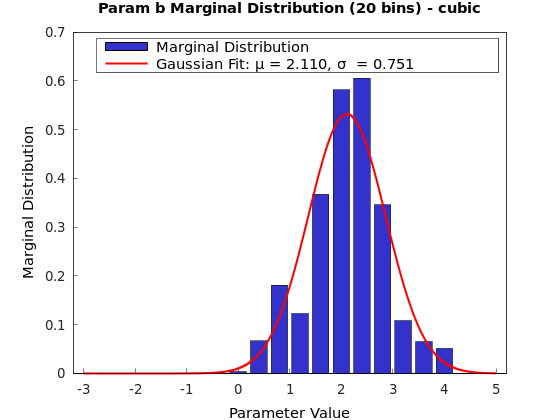 Param b Marginal Distribution (20 bins) - cubic
Marginal Distribution
Gaussian Fit: μ = 2.110, σ  = 0.751
0.7
0.6
0.5
0.4
0.3
0.2
0.1
0
Marginal Distribution
-3 -2 -1 0 1 2 3 4 5
Parameter Value